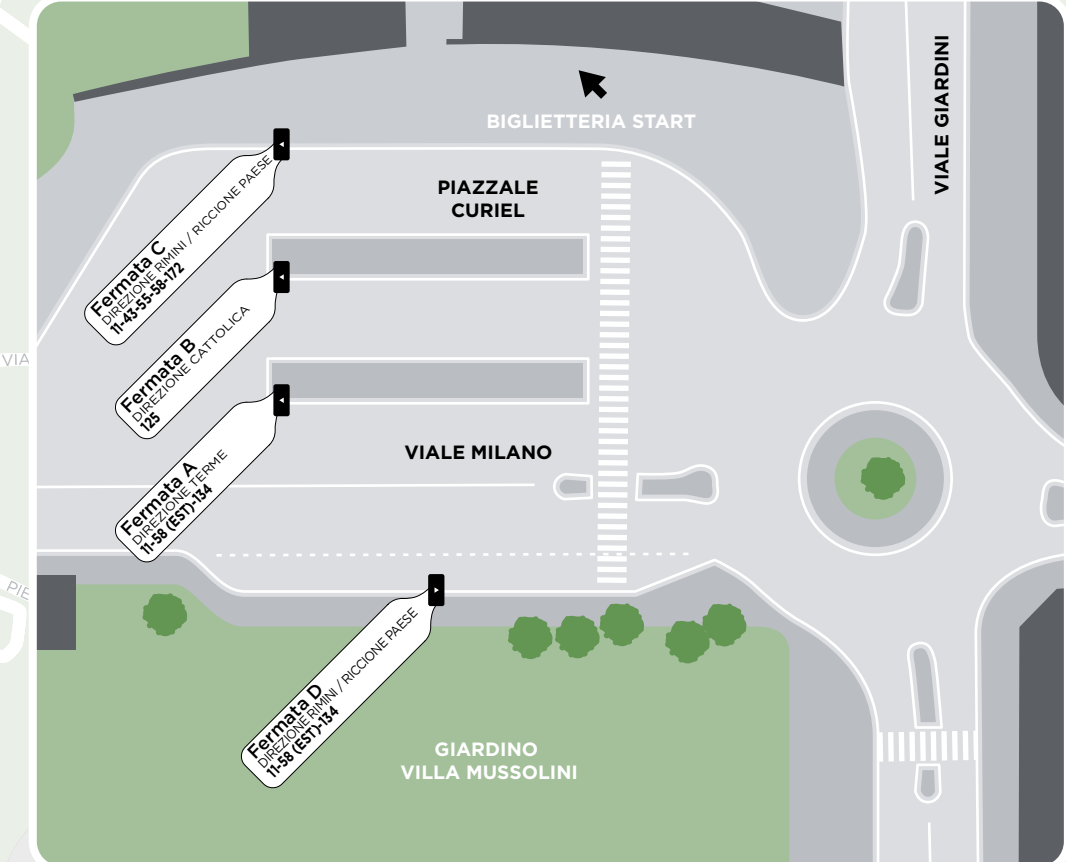 VIALE GIARDINI
BIGLIETTERIA START
PIAZZALE
CURIEL
Fermata C
DIREZIONE RIMINI / RICCIONE PAESE
11-43-55-58-172
Fermata B
DIREZIONE CATTOLICA
125
VIA
Fermata A
DIREZIONE TERME
11-58 (EST)-134
VIALE MILANO
PIE
Fermata D
DIREZIONE RIMINI / RICCIONE PAESE
11-58 (EST)-134
GIARDINO
VILLA MUSSOLINI